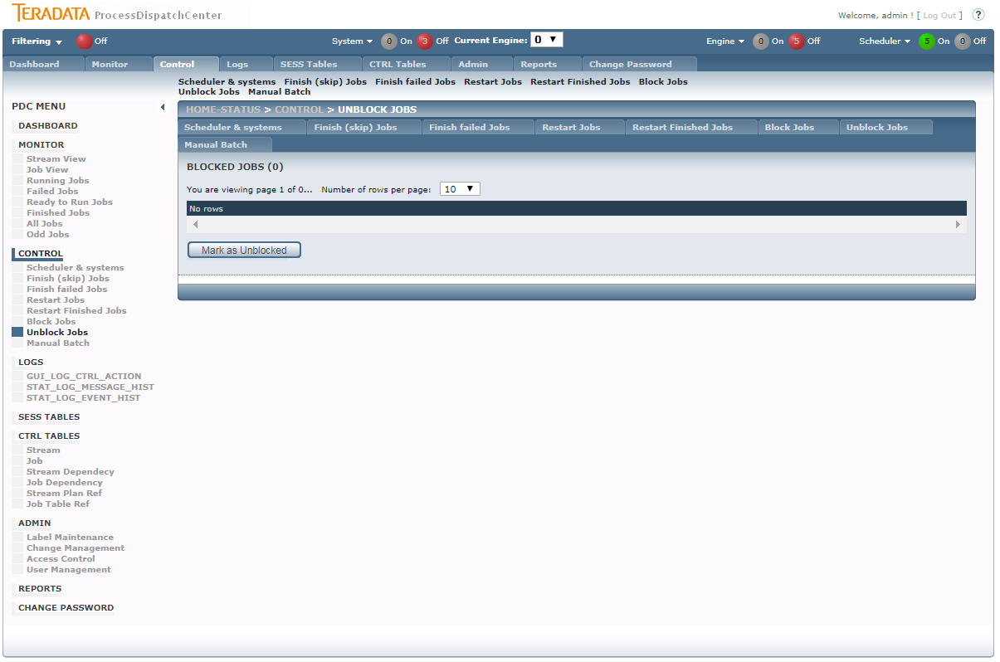 TERADATA ProcessDispatchCenter
Welcome, admin ! [ Log Out ] ?
Filtering Off System 0 On 3 Off Current Engine: 0 Engine 0 On 5 Off Scheduler 5 On 0 Off
Dashboard Monitor Control Logs SESS Tables CTRL Tables Admin Reports Change Password
Scheduler & systems Finish (skip) Jobs Finish failed Jobs Restart Jobs Restart Finished Jobs Block Jobs
Unblock Jobs Manual Batch
PDC MENU
DASHBOARD
MONITOR
Stream View
Job View
Running Jobs
Failed Jobs
Ready to Run Jobs
Finished Jobs
All Jobs
Odd Jobs
CONTROL
Scheduler & systems
Finish (skip) Jobs
Finish failed Jobs
Restart Jobs
Restart Finished Jobs
Block Jobs
Unblock Jobs
Manual Batch
LOGS
GUI_LOG_CTRL_ACTION
STAT_LOG_MESSAGE_HIST
STAT_LOG_EVENT_HIST
SESS TABLES
CTRL TABLES
Stream
Job
Stream Dependecy
Job Dependency
Stream Plan Ref
Job Table Ref
ADMIN
Label Maintenance
Change Management
Access Control
User Management
REPORTS
CHANGE PASSWORD
HOME-STATUS > CONTROL > UNBLOCK JOBS
Scheduler & systems Finish (skip) Jobs Finish failed Jobs Restart Jobs Restart Finished Jobs Block Jobs Unblock Jobs
Manual Batch
BLOCKED JOBS (0)
You are viewing page 1 of 0... Number of rows per page: 10
No rows
Mark as Unblocked